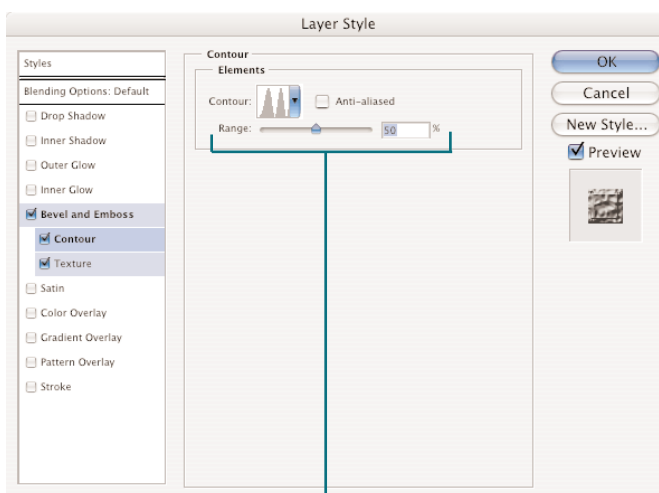 Layer Style
Styles
Blending Options: Default
Drop Shadow
Inner Shadow
Outer Glow
Inner Glow
Bevel and Emboss
Contour
Texture
Satin
Color Overlay
Gradient Overlay
Pattern Overlay
Stroke
Contour
Elements
Contour:
Anti-aliased
Range: 50 %
OK
Cancel
New Style...
Preview